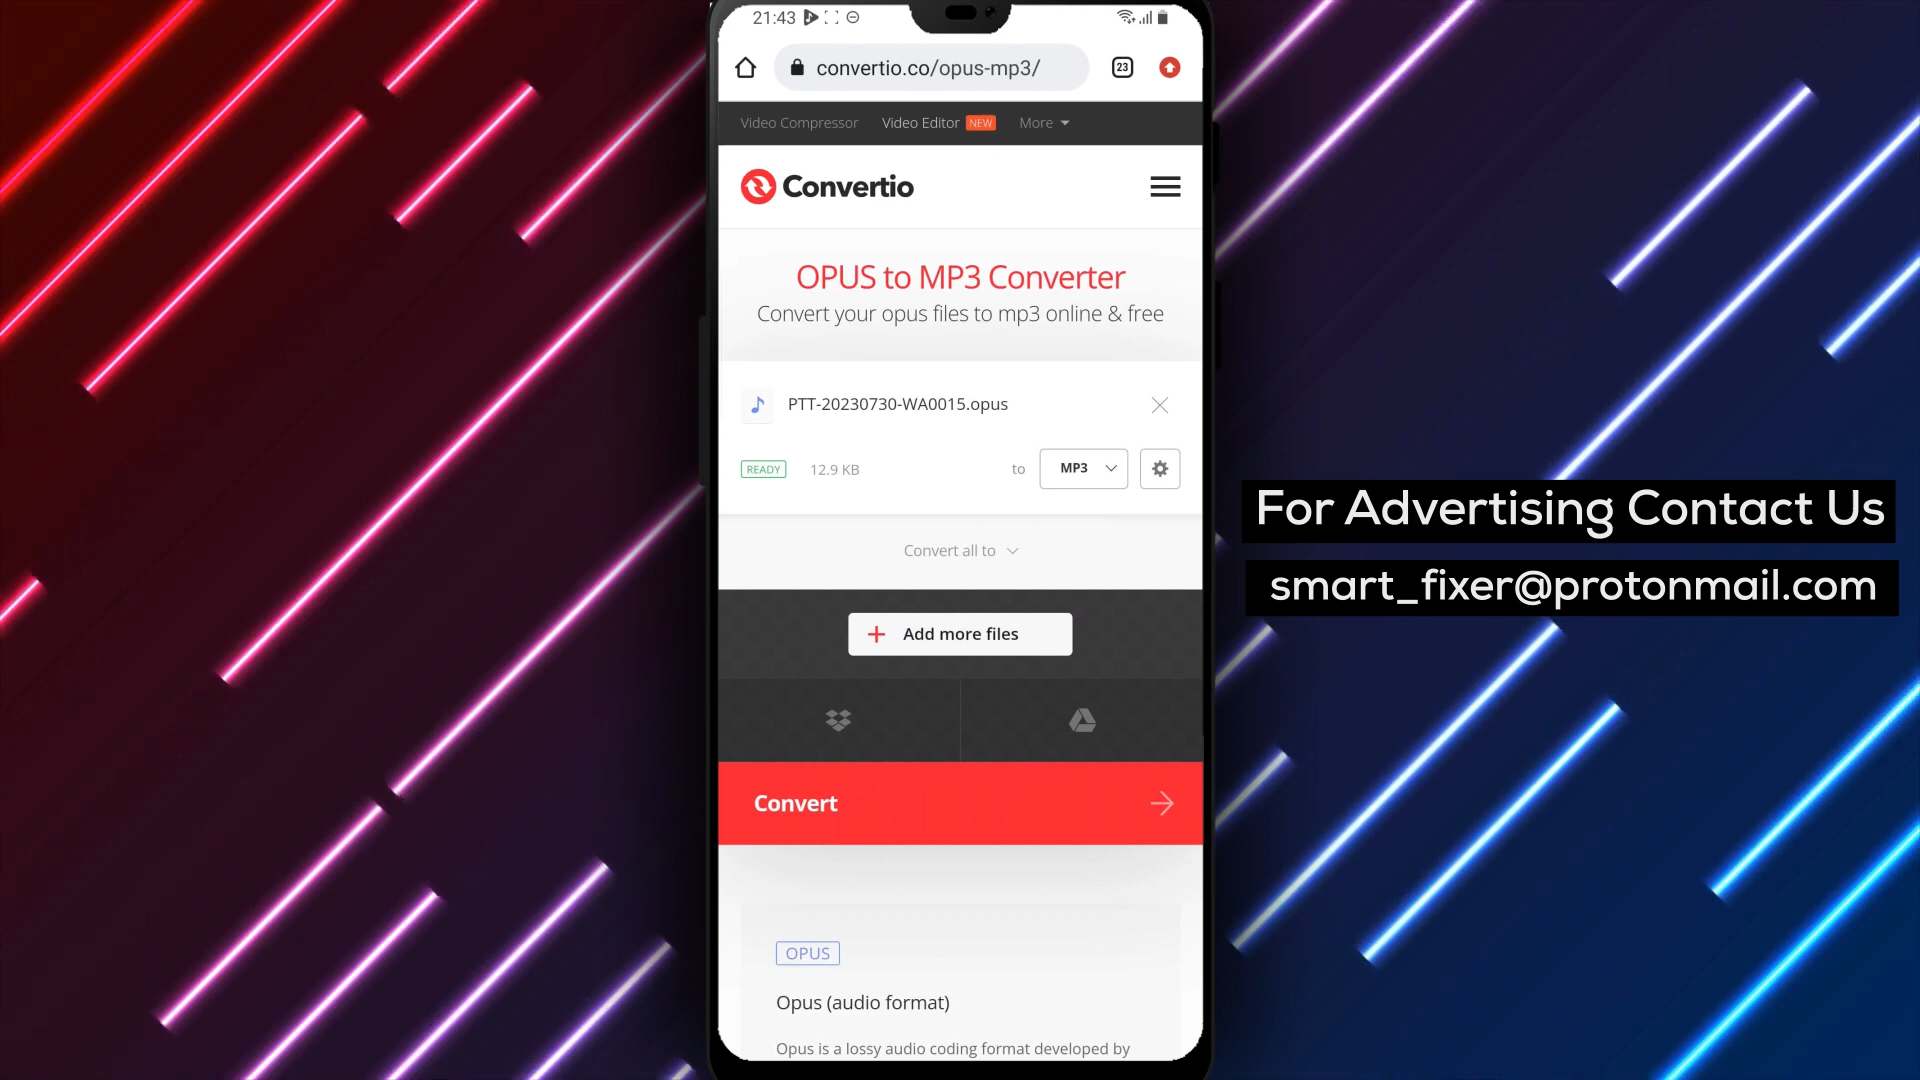 21:43
convertio.co/opus-mp3/
23
Video Compressor Video Editor NEW More
Convertio
OPUS to MP3 Converter
Convert your opus files to mp3 online & free
PTT-20230730-WA0015.opus
READY 12.9 KB to MP3
Convert all to
Add more files
Convert
OPUS
Opus (audio format)
Opus is a lossy audio coding format developed by
For Advertising Contact Us
smart_fixer@protonmail.com